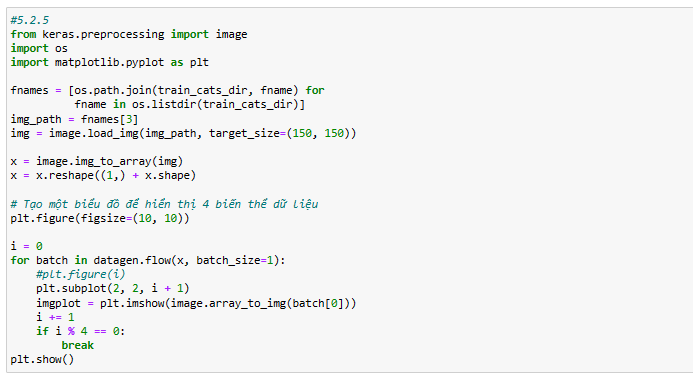 #5.2.5
from keras.preprocessing import image
import os
import matplotlib.pyplot as plt
fnames = [os.path.join(train_cats_dir, fname) for
fname in os.listdir(train_cats_dir)]
img_path = fnames[3]
img = image.load_img(img_path, target_size=(150, 150))
x = image.img_to_array(img)
x = x.reshape((1,) + x.shape)
# Tạo một biểu đồ để hiển thị 4 biến thể dữ liệu
plt.figure(figsize=(10, 10))
i = 0
for batch in datagen.flow(x, batch_size=1):
#plt.figure(i)
plt.subplot(2, 2, i + 1)
imgplot = plt.imshow(image.array_to_img(batch[0]))
i += 1
if i % 4 == 0:
break
plt.show()